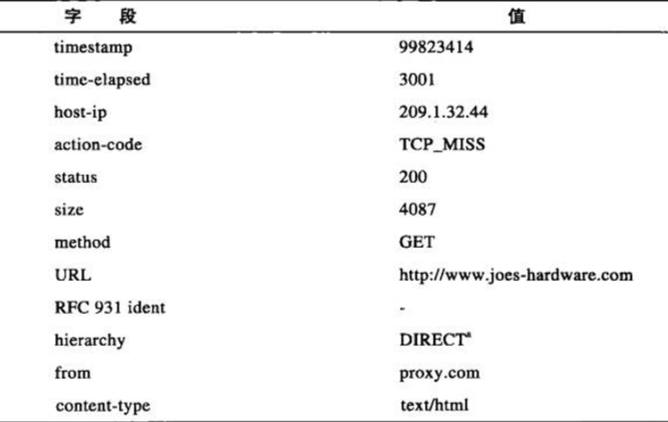 字 段 值
timestamp 99823414
time-elapsed 3001
host-ip 209.1.32.44
action-code TCP_MISS
status 200
size 4087
method GET
URL http://www.joes-hardware.com
RFC 931 ident -
hierarchy DIRECTª
from proxy.com
content-type text/html